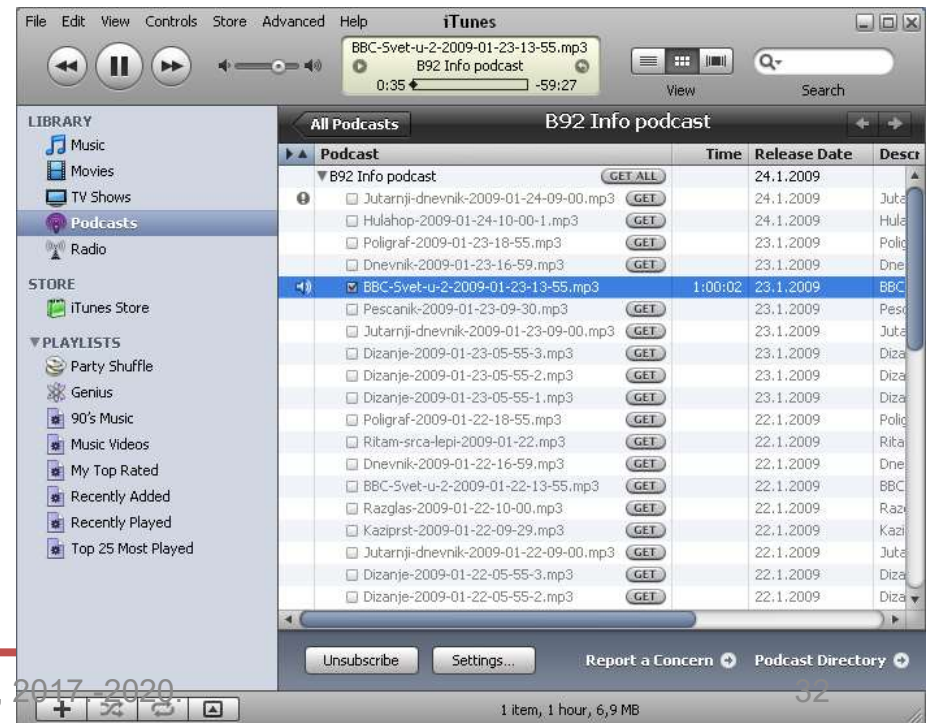 File Edit View Controls Store Advanced Help iTunes
BBC-Svet-u-2-2009-01-23-13-55.mp3
B92 Info podcast
0:35 -59:27
View
Search
LIBRARY
Music
Movies
TV Shows
Podcasts
Radio
STORE
iTunes Store
PLAYLISTS
Party Shuffle
Genius
90's Music
Music Videos
My Top Rated
Recently Added
Recently Played
Top 25 Most Played
All Podcasts B92 Info podcast
Podcast Time Release Date Descr
B92 Info podcast GET ALL 24.1.2009
Jutarnji-dnevnik-2009-01-24-09-00.mp3 GET 24.1.2009 Juta
Hulahop-2009-01-24-10-00-1.mp3 GET 24.1.2009 Hula
Poligraf-2009-01-23-18-55.mp3 GET 23.1.2009 Polig
Dnevnik-2009-01-23-16-59.mp3 GET 23.1.2009 Dne
BBC-Svet-u-2-2009-01-23-13-55.mp3 1:00:02 23.1.2009 BBC
Pescanik-2009-01-23-09-30.mp3 GET 23.1.2009 Pesc
Jutarnji-dnevnik-2009-01-23-09-00.mp3 GET 23.1.2009 Juta
Dizanje-2009-01-23-05-55-3.mp3 GET 23.1.2009 Diza
Dizanje-2009-01-23-05-55-2.mp3 GET 23.1.2009 Diza
Dizanje-2009-01-23-05-55-1.mp3 GET 23.1.2009 Diza
Poligraf-2009-01-22-18-55.mp3 GET 22.1.2009 Polig
Ritam-srca-lepi-2009-01-22.mp3 GET 22.1.2009 Rita
Dnevnik-2009-01-22-16-59.mp3 GET 22.1.2009 Dne
BBC-Svet-u-2-2009-01-22-13-55.mp3 GET 22.1.2009 BBC
Razglas-2009-01-22-10-00.mp3 GET 22.1.2009 Razg
Kaziprst-2009-01-22-09-29.mp3 GET 22.1.2009 Kazi
Jutarnji-dnevnik-2009-01-22-09-00.mp3 GET 22.1.2009 Juta
Dizanje-2009-01-22-05-55-3.mp3 GET 22.1.2009 Diza
Dizanje-2009-01-22-05-55-2.mp3 GET 22.1.2009 Diza
Unsubscribe Settings... Report a Concern Podcast Directory
, 2017.-2020. 32
1 item, 1 hour, 6,9 MB